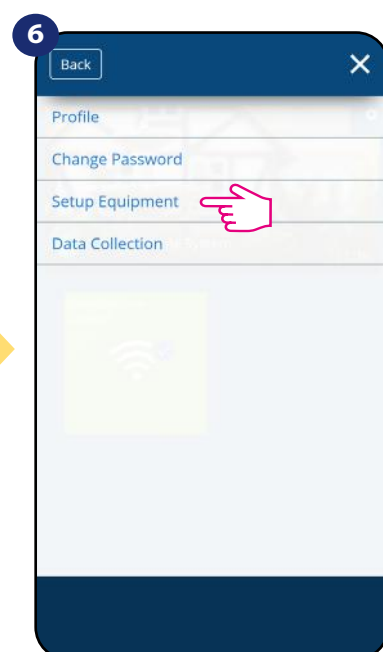 6
Back
Profile
Change Password
Setup Equipment
Data Collection